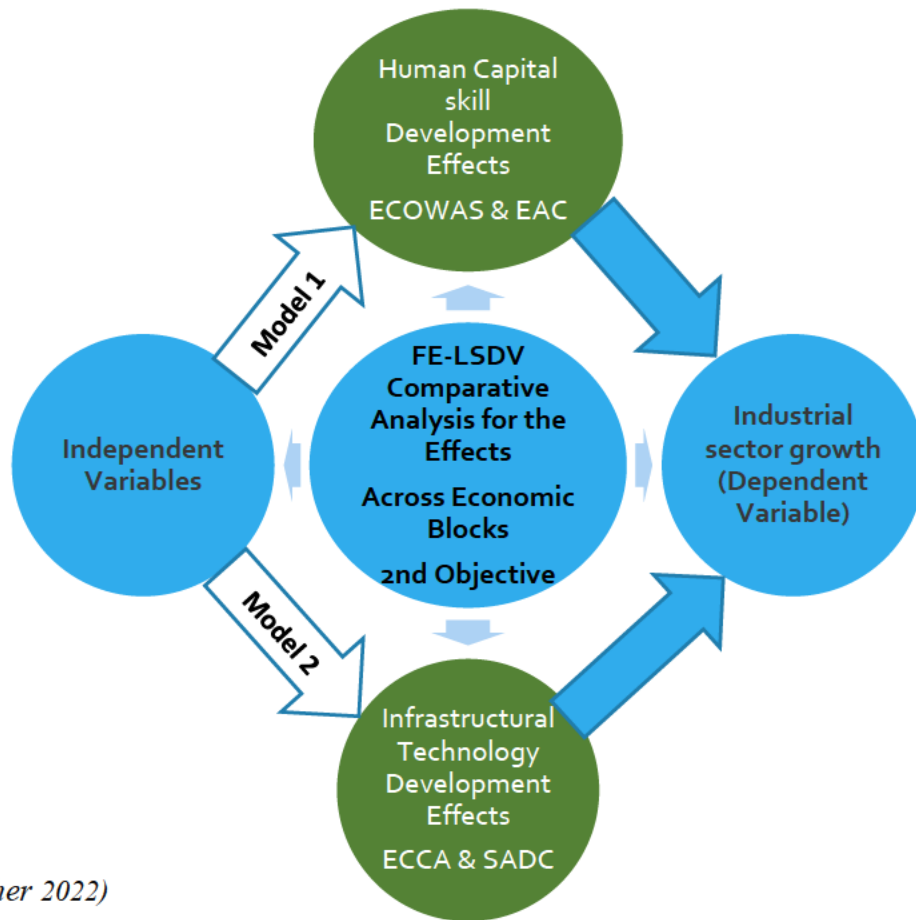 Human Capital
skill
Development
Effects
ECOWAS & EAC
Model 1
FE-LSDV
Comparative
Analysis for the
Effects
Across Economic
Blocks
2nd Objective
Independent
Variables
Industrial
sector growth
(Dependent
Variable)
Model 2
Infrastructural
Technology
Development
Effects
ECCA & SADC
2022)